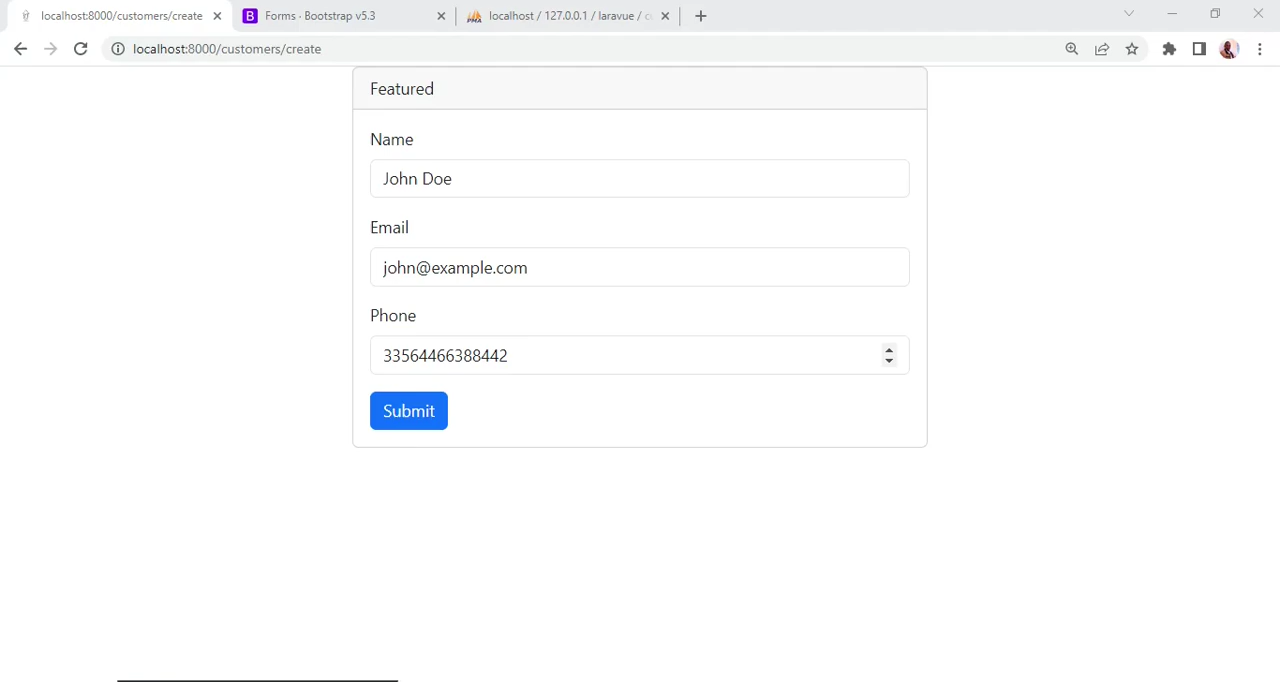 localhost:8000/customers/create
B Forms · Bootstrap v5.3
PMA localhost / 127.0.0.1 / laravue /
localhost:8000/customers/create
Featured
Name
John Doe
Email
john@example.com
Phone
33564466388442
Submit